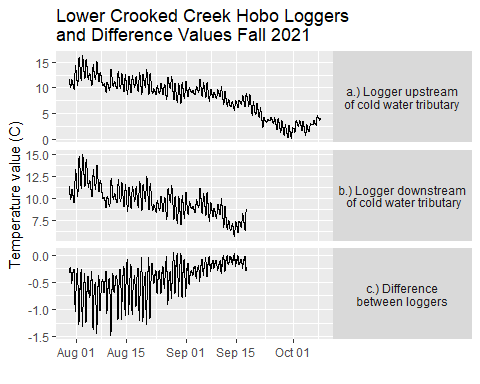 Lower Crooked Creek Hobo Loggers
and Difference Values Fall 2021
Temperature value (C)
15
10
5
0
a.) Logger upstream
of cold water tributary
15.0
12.5
10.0
7.5
b.) Logger downstream
of cold water tributary
0.0
-0.5
-1.0
-1.5
c.) Difference
between loggers
Aug 01 Aug 15 Sep 01 Sep 15 Oct 01